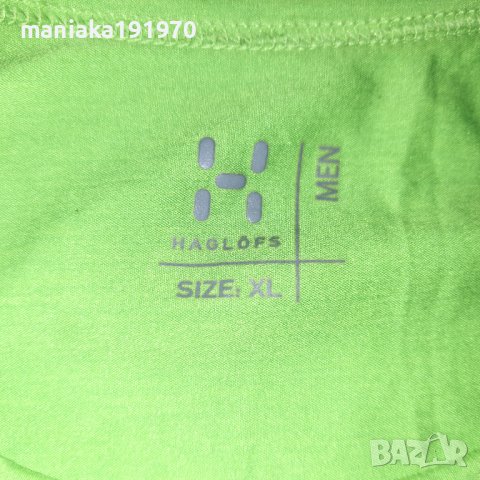 maniaka191970
HAGLÖFS
MEN
SIZE: XL
BAZAR